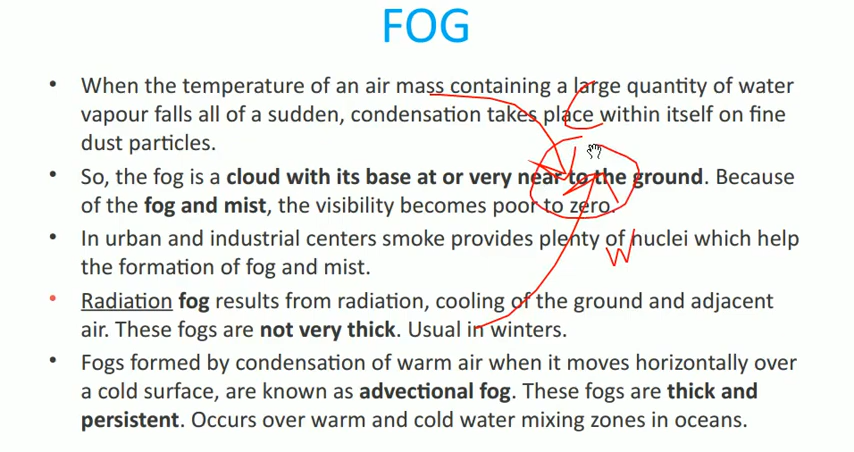 FOG
• When the temperature of an air mass containing a large quantity of water
vapour falls all of a sudden, condensation takes place within itself on fine
dust particles.
• So, the fog is a cloud with its base at or very near to the ground. Because
of the fog and mist, the visibility becomes poor to zero.
• In urban and industrial centers smoke provides plenty of nuclei which help
the formation of fog and mist.
• Radiation fog results from radiation, cooling of the ground and adjacent
air. These fogs are not very thick. Usual in winters.
• Fogs formed by condensation of warm air when it moves horizontally over
a cold surface, are known as advectional fog. These fogs are thick and
persistent. Occurs over warm and cold water mixing zones in oceans.
C
W